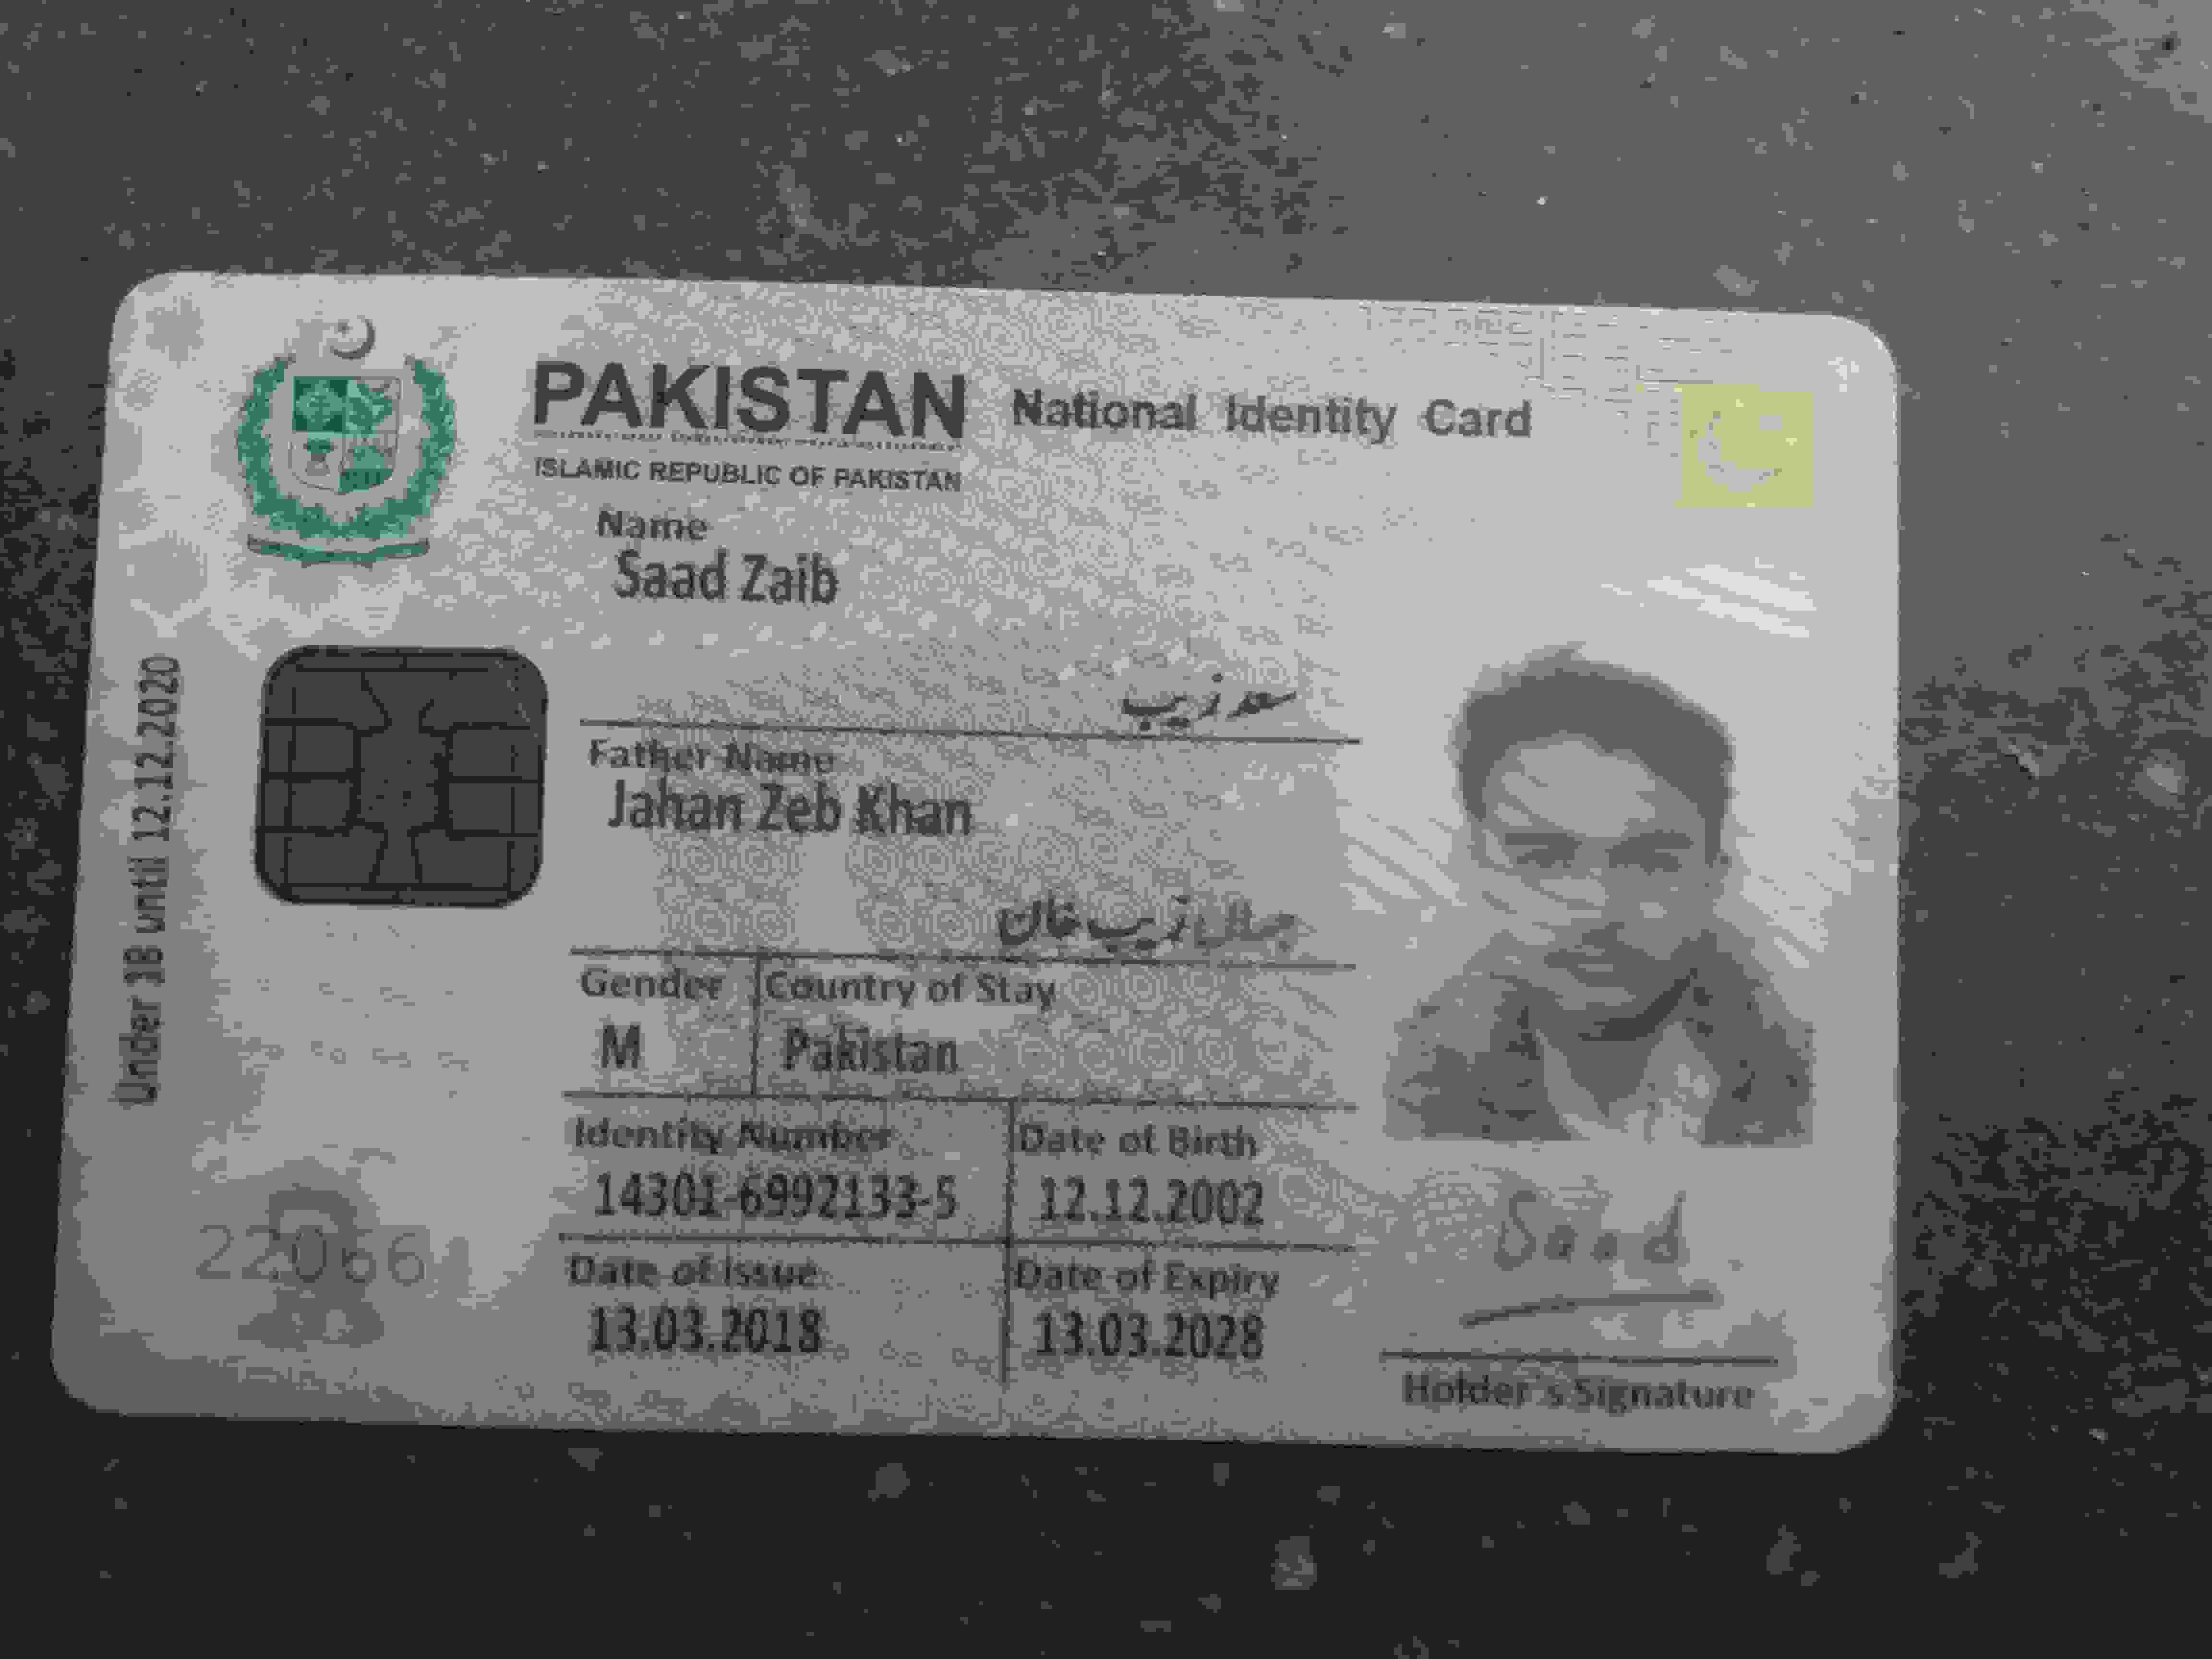 PAKISTAN National Identity Card
ISLAMIC REPUBLIC OF PAKISTAN
Name
Saad Zaib
سعد زیب
Father Name
Jahan Zeb Khan
جہان زیب خان
Gender Country of Stay
M Pakistan
Identity Number Date of Birth
14301-6992133-5 12.12.2002
Date of Issue Date of Expiry
13.03.2018 13.03.2028
Under 18 until 12.12.2020
22066
Saad
Holder's Signature